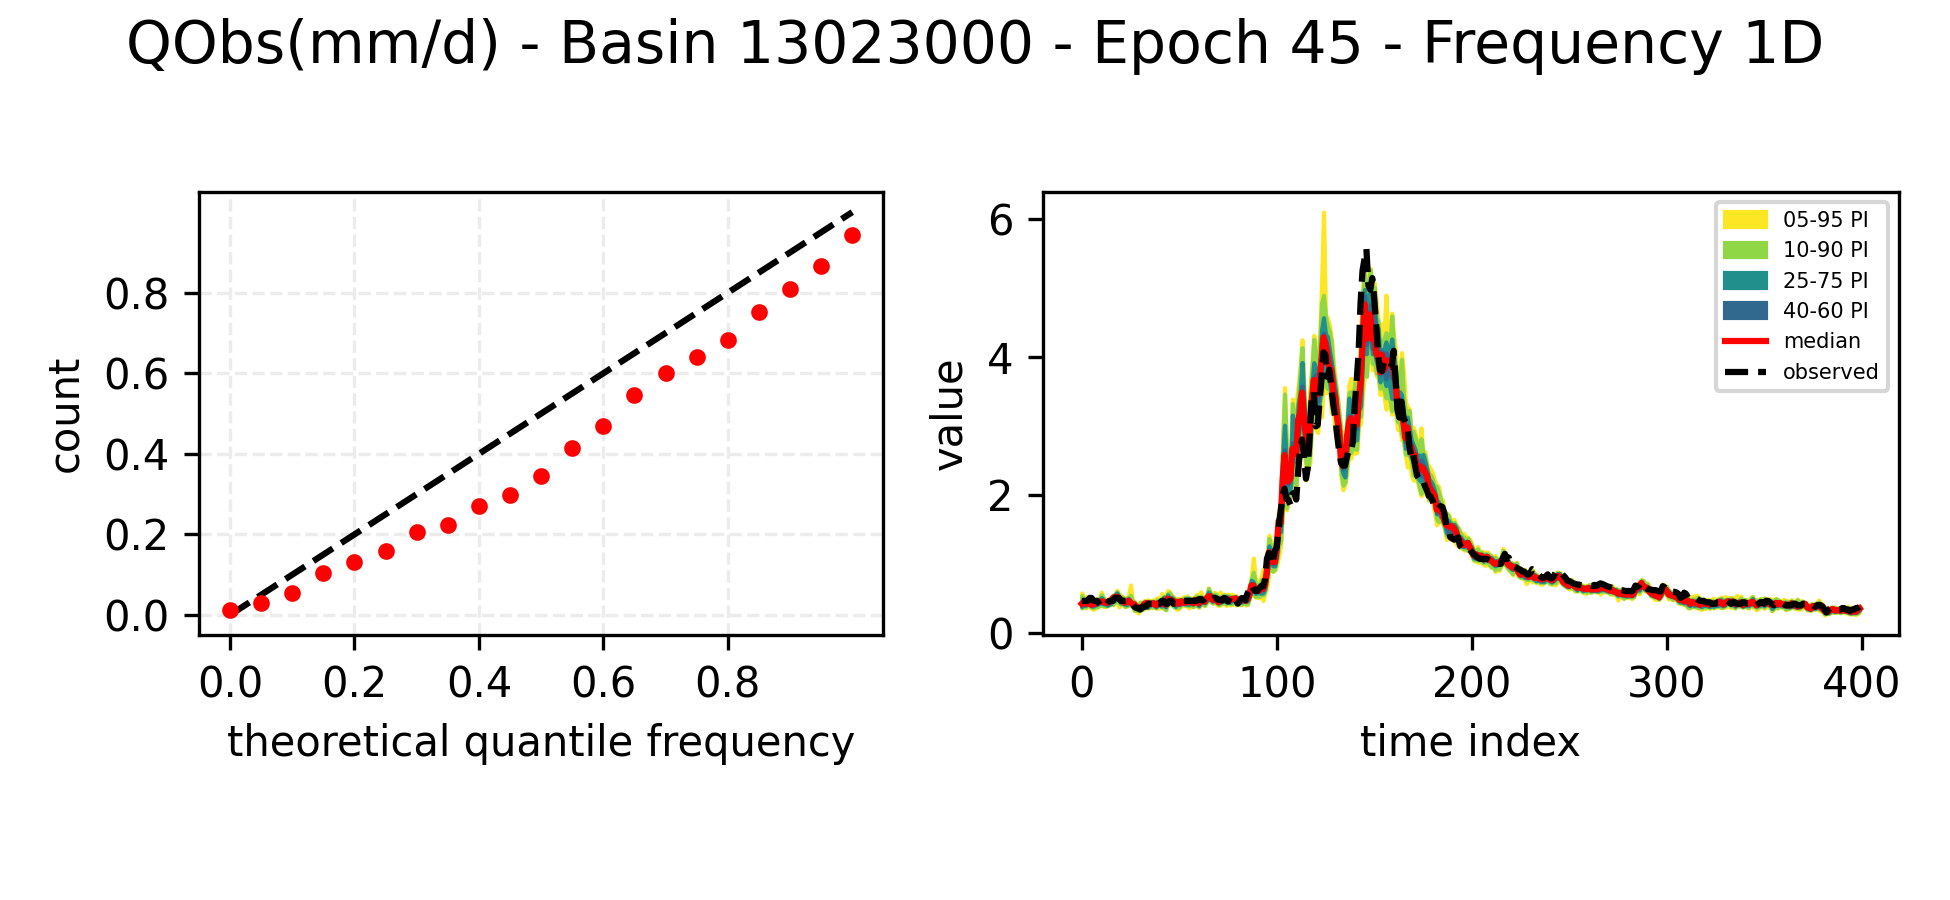 QObs(mm/d) - Basin 13023000 - Epoch 45 - Frequency 1D
count
0.8
0.6
0.4
0.2
0.0
0.0 0.2 0.4 0.6 0.8
theoretical quantile frequency
value
6
4
2
0
0 100 200 300 400
time index
05-95 PI
10-90 PI
25-75 PI
40-60 PI
median
observed